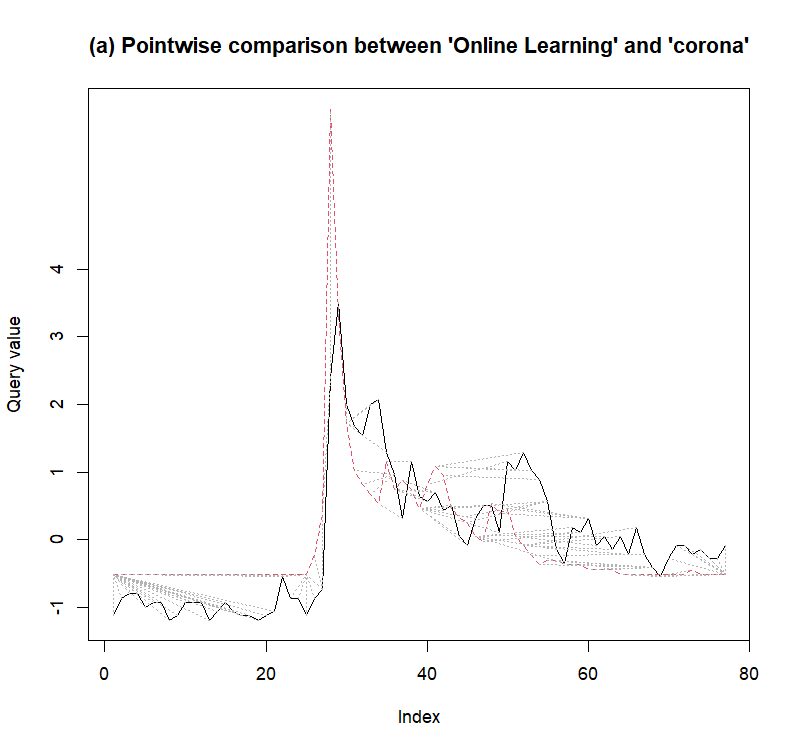 (a) Pointwise comparison between 'Online Learning' and 'corona'
4
3
2
1
0
-1
Query value
0 20 40 60 80
Index